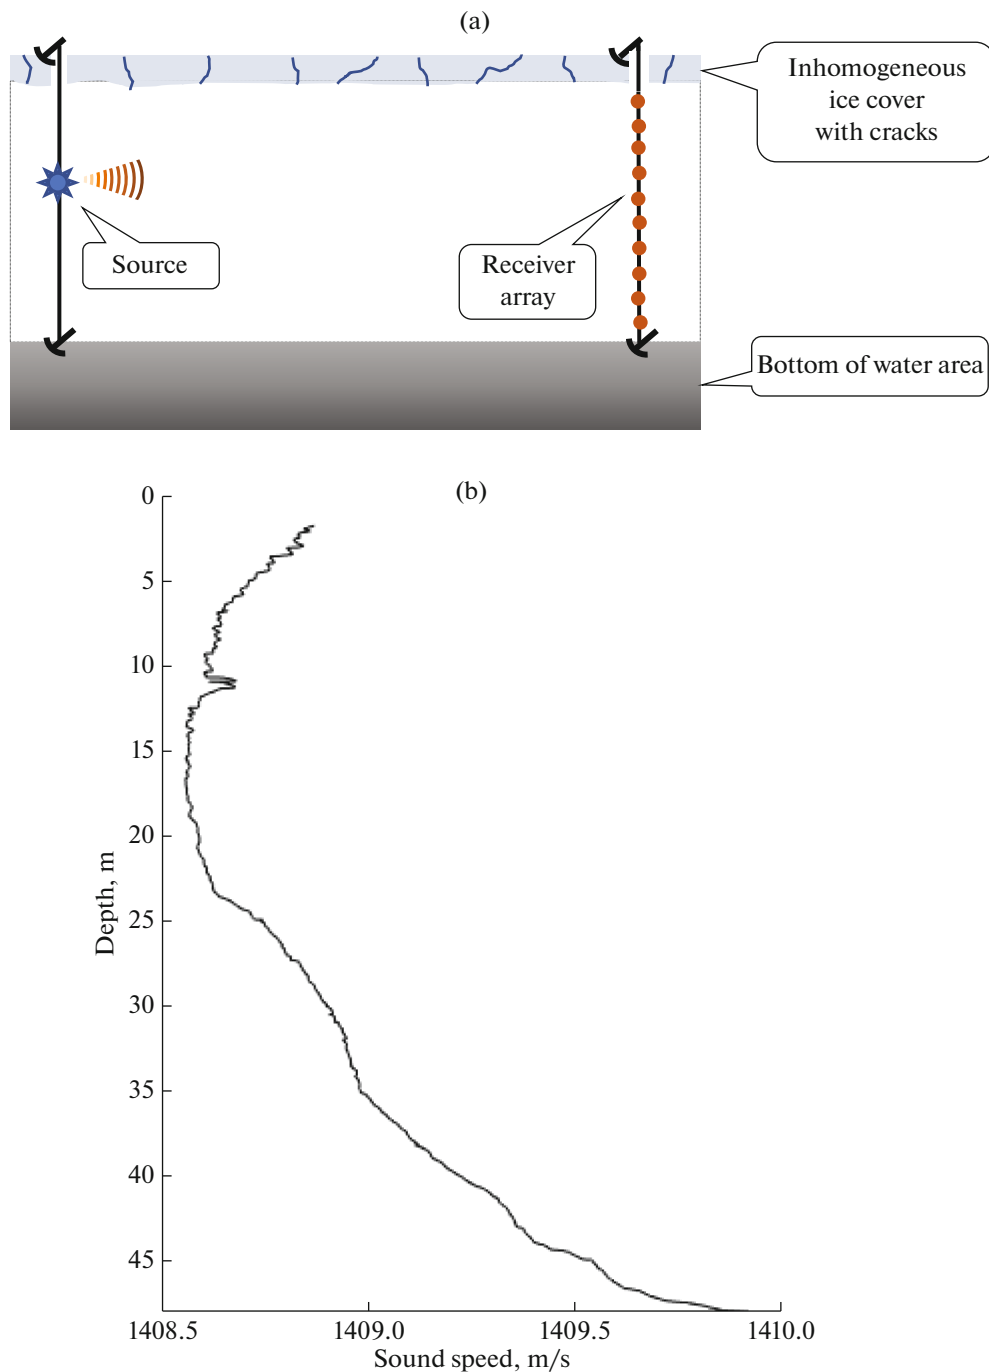 (a)
Inhomogeneous
ice cover
with cracks
Source
Receiver
array
Bottom of water area
(b)
0
5
10
15
20
25
30
35
40
45
Depth, m
1408.5
1409.0
1409.5
1410.0
Sound speed, m/s